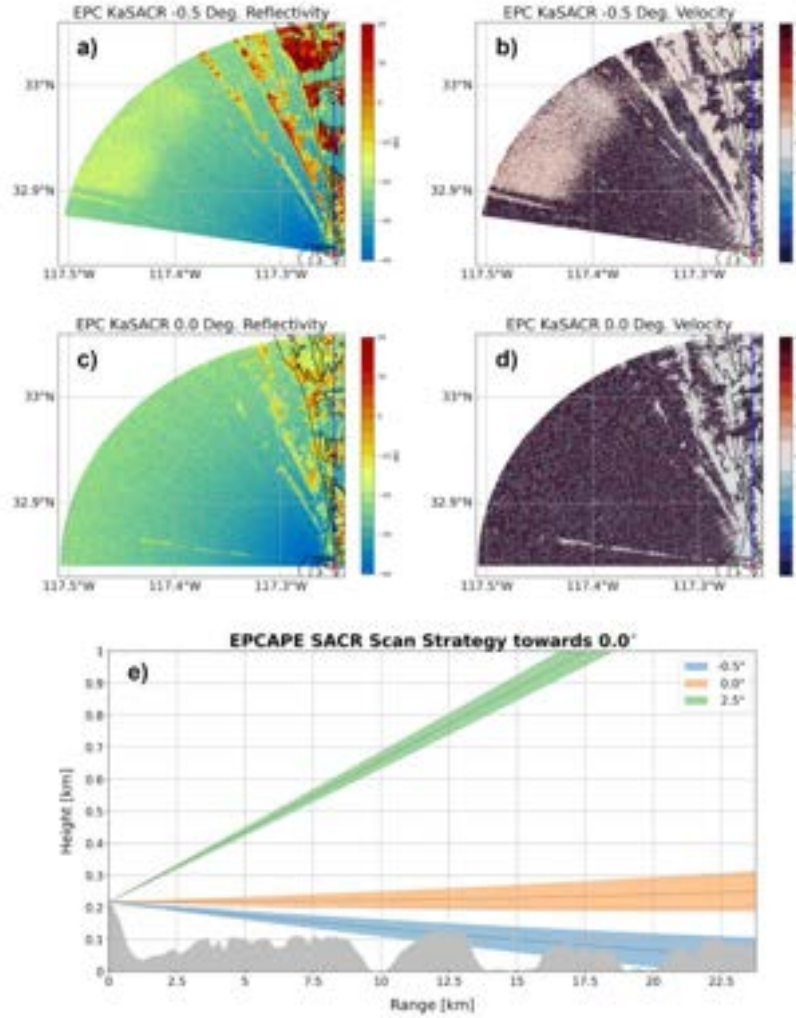 EPC KaSACR -0.5 Deg. Reflectivity
a)
33°N
32.9°N
117.5°W 117.4°W 117.3°W
EPC KaSACR -0.5 Deg. Velocity
b)
33°N
32.9°N
117.5°W 117.4°W 117.3°W
EPC KaSACR 0.0 Deg. Reflectivity
c)
33°N
32.9°N
117.5°W 117.4°W 117.3°W
EPC KaSACR 0.0 Deg. Velocity
d)
33°N
32.9°N
117.5°W 117.4°W 117.3°W
EPCAPE SACR Scan Strategy towards 0.0°
e)
-0.5°
0.0°
2.5°
Height [km]
1
0.9
0.8
0.7
0.6
0.5
0.4
0.3
0.2
0.1
0
0 2.5 5 7.5 10 12.5 15 17.5 20 22.5
Range [km]